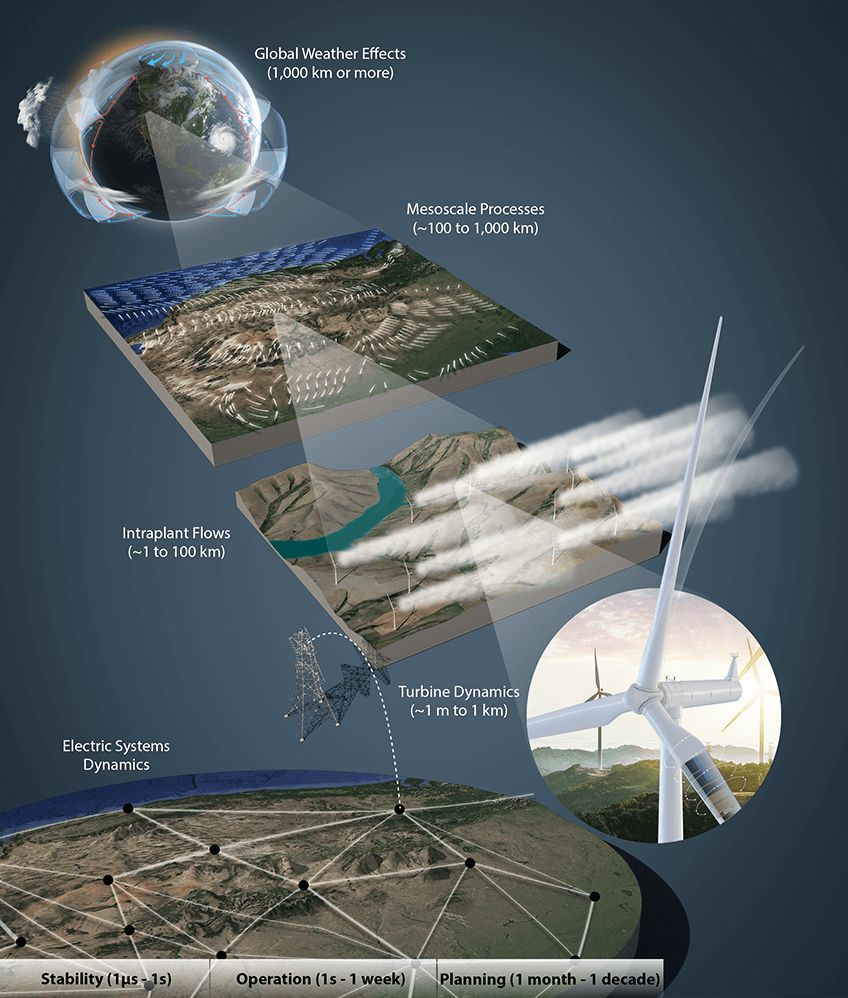 Global Weather Effects
(1,000 km or more)
Mesoscale Processes
(~100 to 1,000 km)
Intraplant Flows
(~1 to 100 km)
Turbine Dynamics
(~1 m to 1 km)
Electric Systems
Dynamics
Stability (1µs - 1s)
Operation (1s - 1 week)
Planning (1 month - 1 decade)